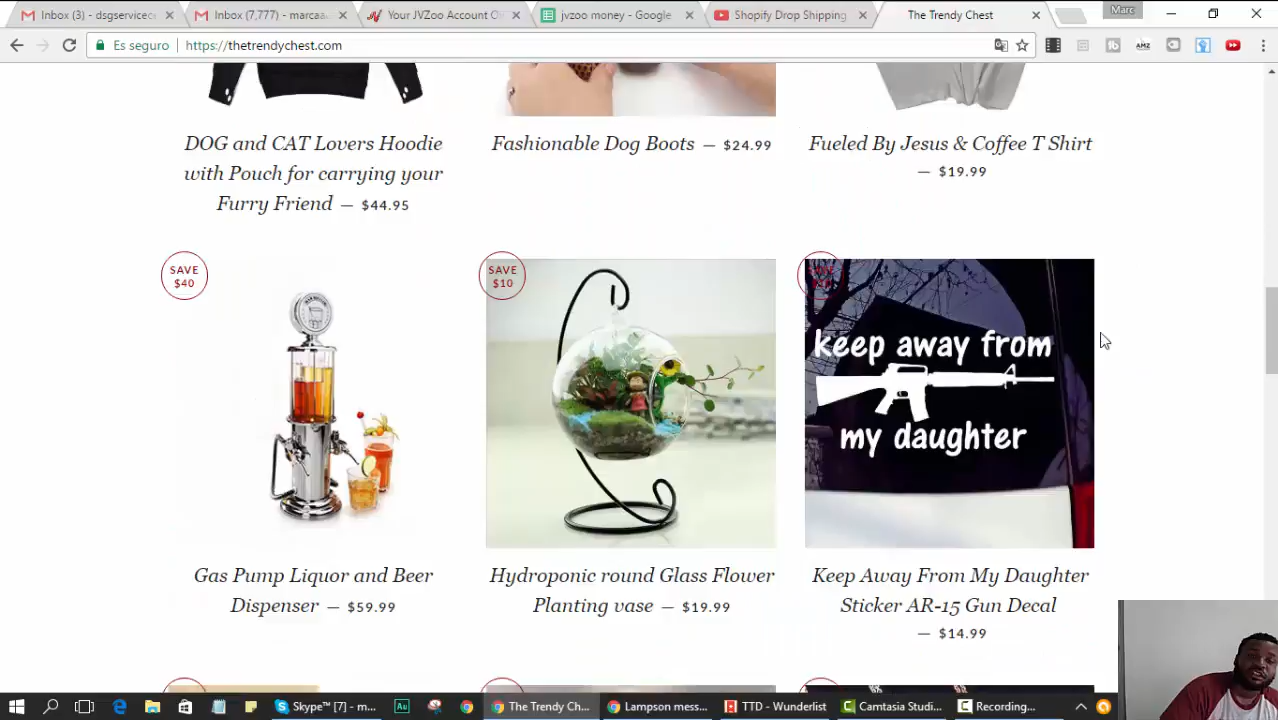 Inbox (3) - dsgservicec
Inbox (7,777) - marcaa
Your JVZoo Account O
jvzoo money - Google
Shopify Drop Shipping
The Trendy Chest
Marc
Es seguro
https://thetrendychest.com
AMZ
DOG and CAT Lovers Hoodie
with Pouch for carrying your
Furry Friend — $44.95
Fashionable Dog Boots — $24.99
Fueled By Jesus & Coffee T Shirt
— $19.99
SAVE
$40
SAVE
$10
SAVE
keep away from
my daughter
Gas Pump Liquor and Beer
Dispenser — $59.99
Hydroponic round Glass Flower
Planting vase — $19.99
Keep Away From My Daughter
Sticker AR-15 Gun Decal
— $14.99
Skype™ [7] - m...
Au
The Trendy Ch...
Lampson mess...
TTD - Wunderlist
Camtasia Studi...
Recording...